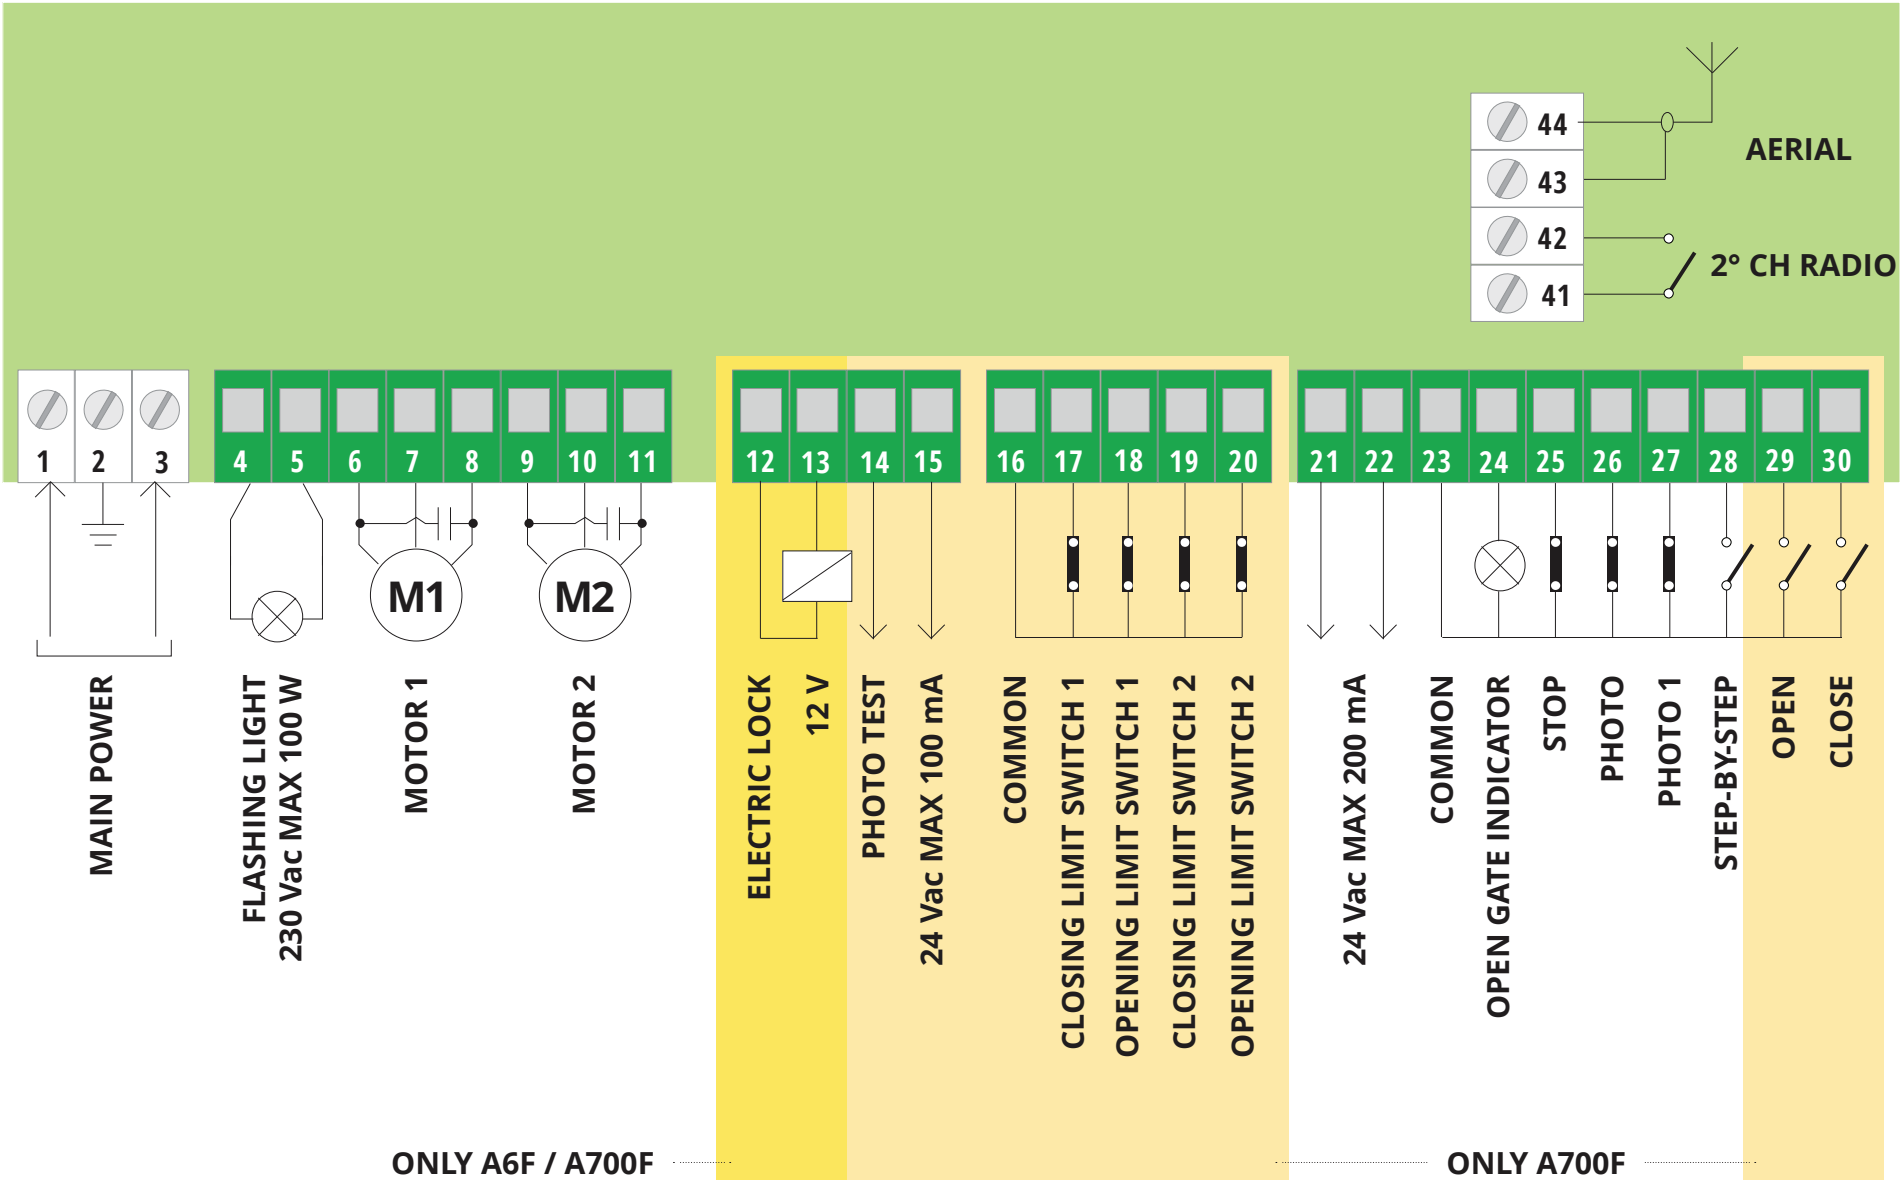 44
AERIAL
43
42
2° CH RADIO
41
1 2 3
4 5 6 7 8 9 10 11
12 13 14 15
16 17 18 19 20
21 22 23 24 25 26 27 28 29 30
M1
M2
MAIN POWER
FLASHING LIGHT
230 Vac MAX 100 W
MOTOR 1
MOTOR 2
ELECTRIC LOCK
12 V
PHOTO TEST
24 Vac MAX 100 mA
COMMON
CLOSING LIMIT SWITCH 1
OPENING LIMIT SWITCH 1
CLOSING LIMIT SWITCH 2
OPENING LIMIT SWITCH 2
24 Vac MAX 200 mA
COMMON
OPEN GATE INDICATOR
STOP
PHOTO
PHOTO 1
STEP-BY-STEP
OPEN
CLOSE
ONLY A6F / A700F
ONLY A700F